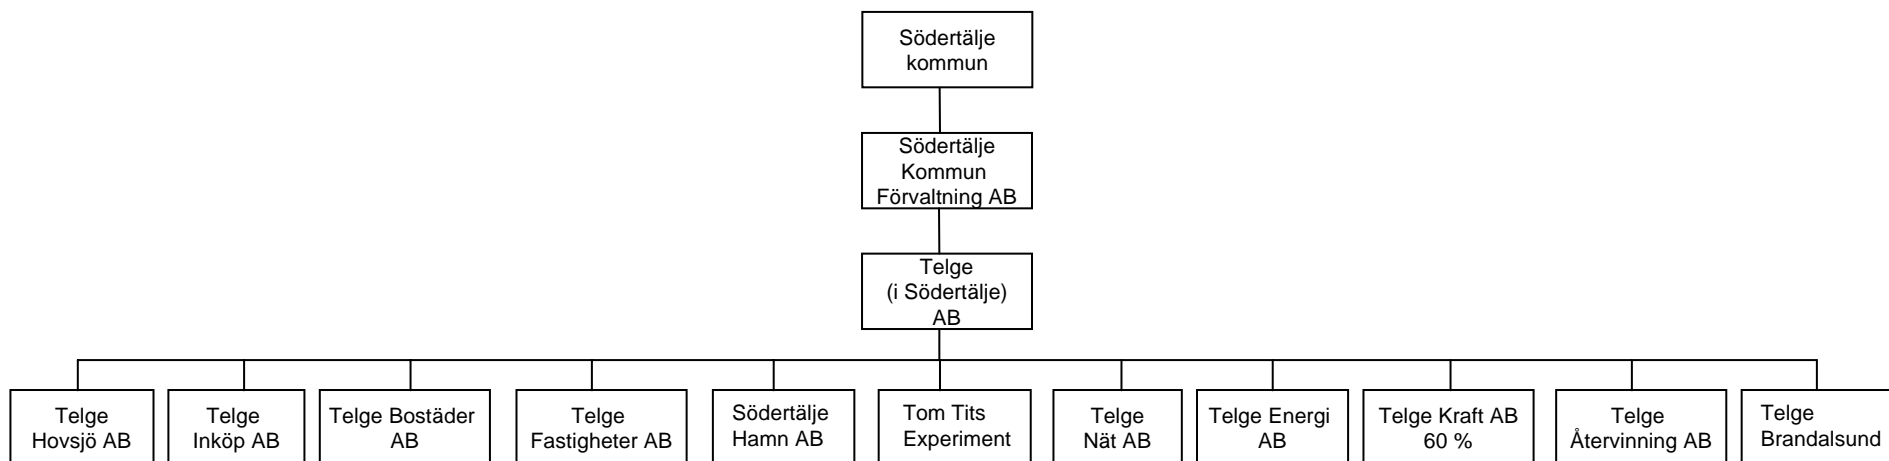 Södertälje
kommun
Södertälje
Kommun
Förvaltning AB
Telge
(i Södertälje)
AB
Telge
Hovsjö AB
Telge
Inköp AB
Telge Bostäder
AB
Telge
Fastigheter AB
Södertälje
Hamn AB
Tom Tits
Experiment
Telge
Nät AB
Telge Energi
AB
Telge Kraft AB
60 %
Telge
Återvinning AB
Telge
Brandalsund